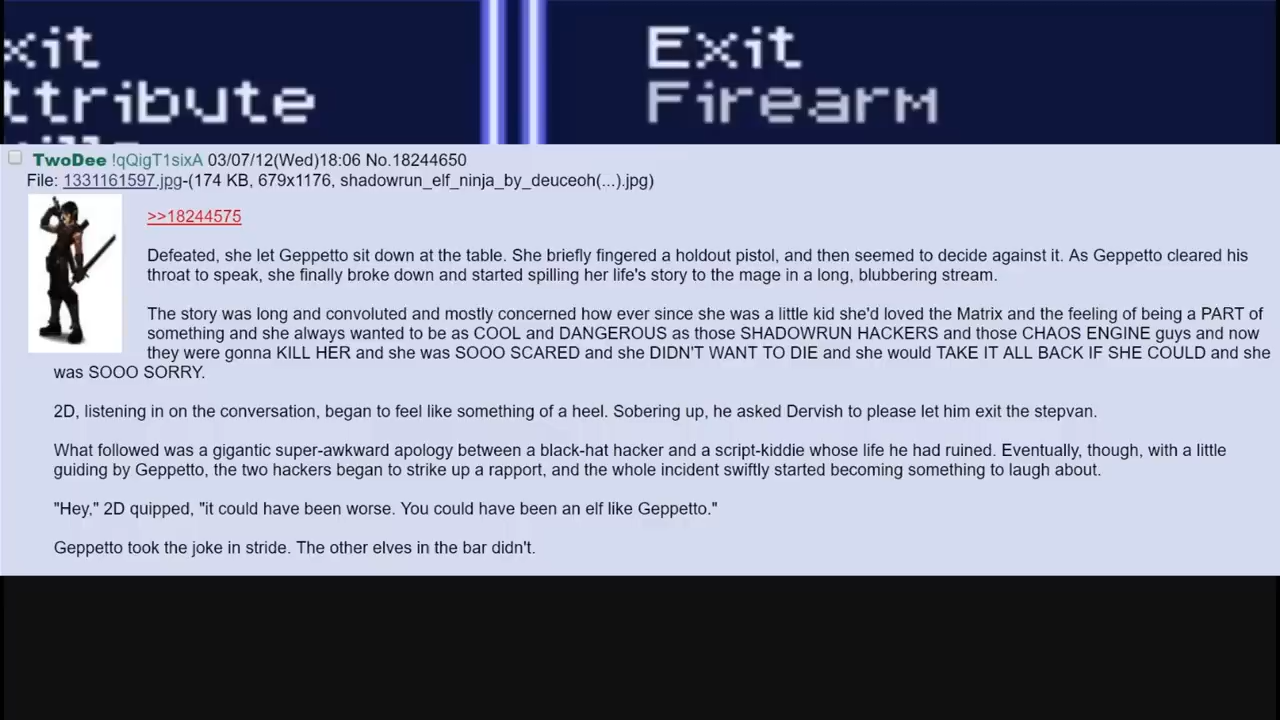 xit
ttribute
Exit
Firearm
TwoDee !qQigT1sixA 03/07/12(Wed)18:06 No.18244650
File: 1331161597.jpg-(174 KB, 679x1176, shadowrun_elf_ninja_by_deuceoh(...).jpg)
>>18244575
Defeated, she let Geppetto sit down at the table. She briefly fingered a holdout pistol, and then seemed to decide against it. As Geppetto cleared his
throat to speak, she finally broke down and started spilling her life's story to the mage in a long, blubbering stream.
The story was long and convoluted and mostly concerned how ever since she was a little kid she'd loved the Matrix and the feeling of being a PART of
something and she always wanted to be as COOL and DANGEROUS as those SHADOWRUN HACKERS and those CHAOS ENGINE guys and now
they were gonna KILL HER and she was SOOO SCARED and she DIDN'T WANT TO DIE and she would TAKE IT ALL BACK IF SHE COULD and she
was SOOO SORRY.
2D, listening in on the conversation, began to feel like something of a heel. Sobering up, he asked Dervish to please let him exit the stepvan.
What followed was a gigantic super-awkward apology between a black-hat hacker and a script-kiddie whose life he had ruined. Eventually, though, with a little
guiding by Geppetto, the two hackers began to strike up a rapport, and the whole incident swiftly started becoming something to laugh about.
"Hey," 2D quipped, "it could have been worse. You could have been an elf like Geppetto."
Geppetto took the joke in stride. The other elves in the bar didn't.